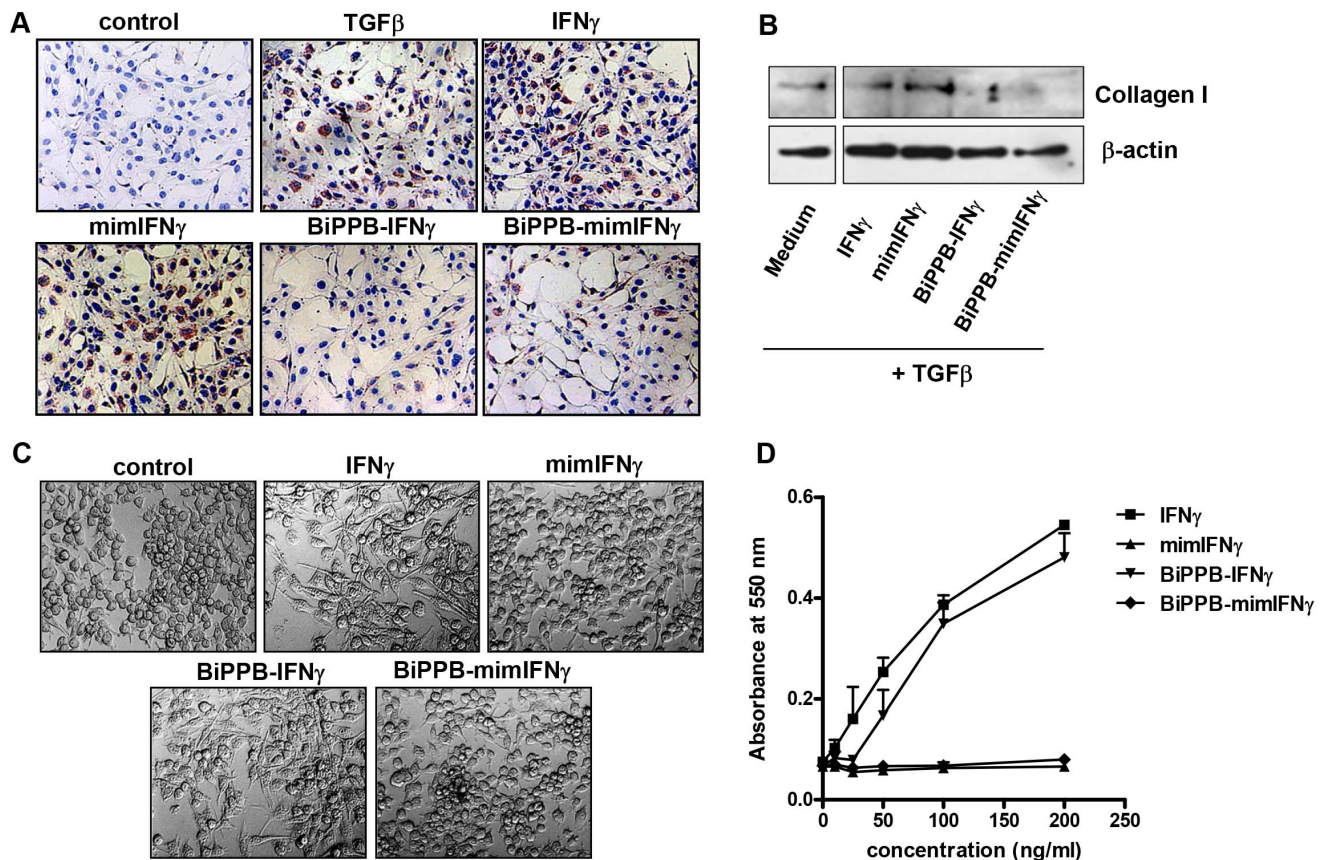 A
control
TGFβ
IFNγ
mimIFNγ
BiPPB-IFNγ
BiPPB-mimIFNγ
B
Collagen I
β-actin
Medium
IFNγ
mimIFNγ
BiPPB-IFNγ
BiPPB-mimIFNγ
+ TGFβ
C
control
IFNγ
mimIFNγ
BiPPB-IFNγ
BiPPB-mimIFNγ
D
Absorbance at 550 nm
0.6
0.4
0.2
0.0
0 50 100 150 200 250
concentration (ng/ml)
IFNγ
mimIFNγ
BiPPB-IFNγ
BiPPB-mimIFNγ